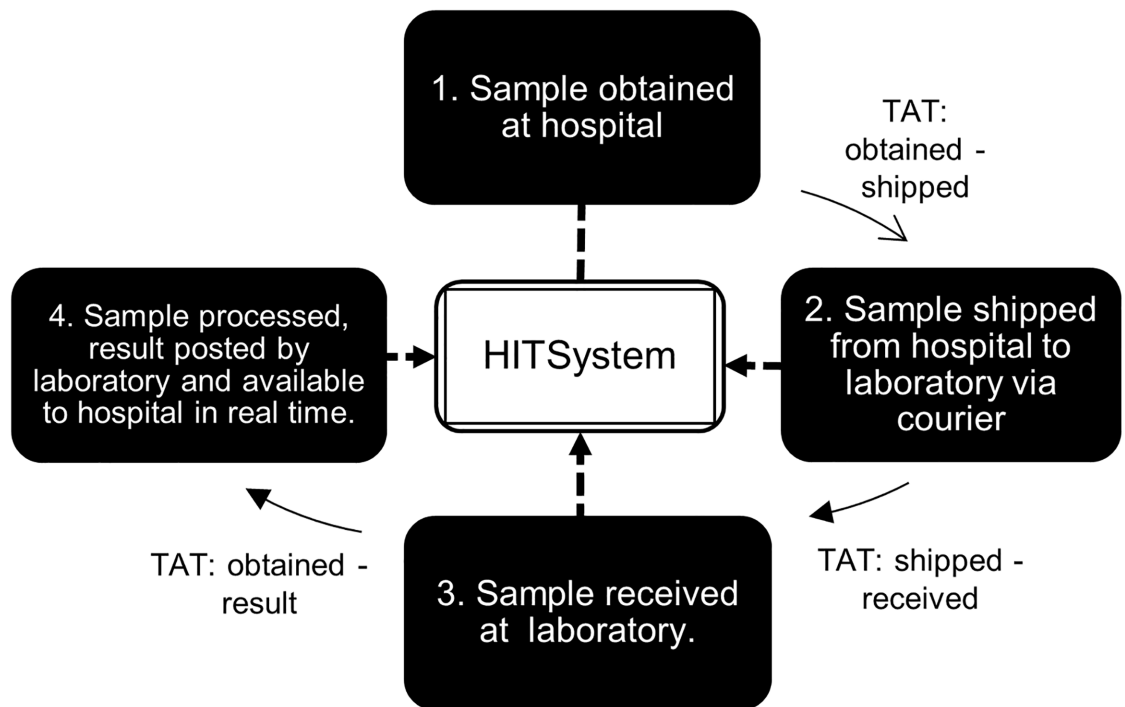 1. Sample obtained
at hospital
TAT:
obtained -
shipped
2. Sample shipped
from hospital to
laboratory via
courier
TAT: shipped -
received
3. Sample received
at laboratory.
TAT: obtained -
result
4. Sample processed,
result posted by
laboratory and available
to hospital in real time.
HITSystem